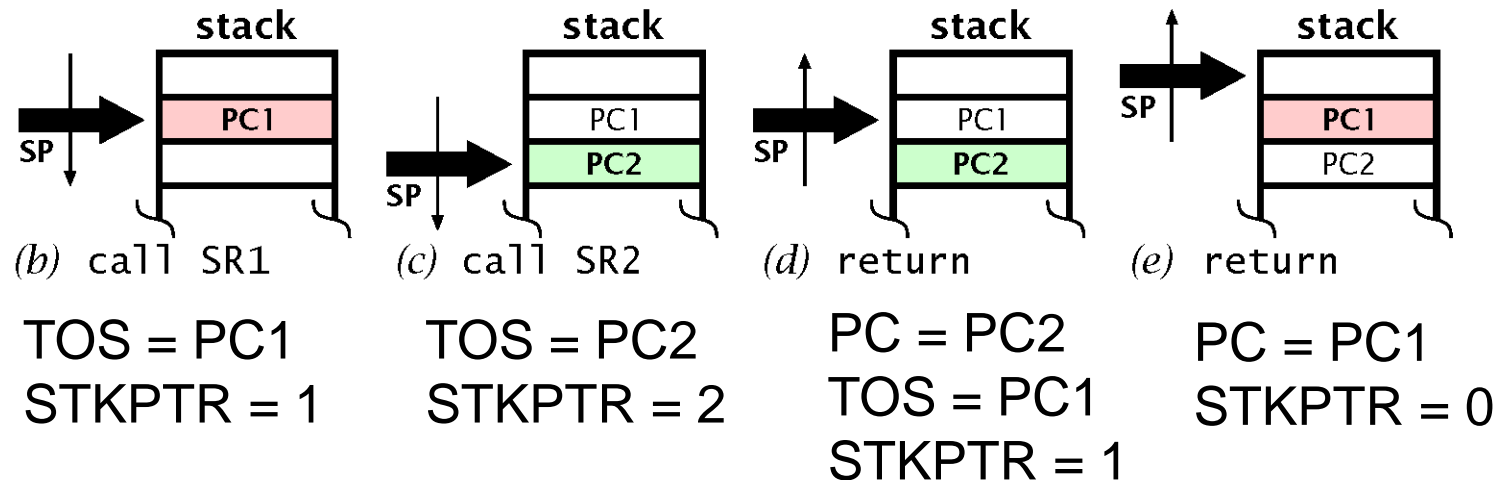 stack
PC1
SP
(b) call SR1
TOS = PC1
STKPTR = 1
stack
PC1
PC2
SP
(c) call SR2
TOS = PC2
STKPTR = 2
stack
PC1
SP
PC2
(d) return
PC = PC2
TOS = PC1
STKPTR = 1
stack
SP
PC1
PC2
(e) return
PC = PC1
STKPTR = 0